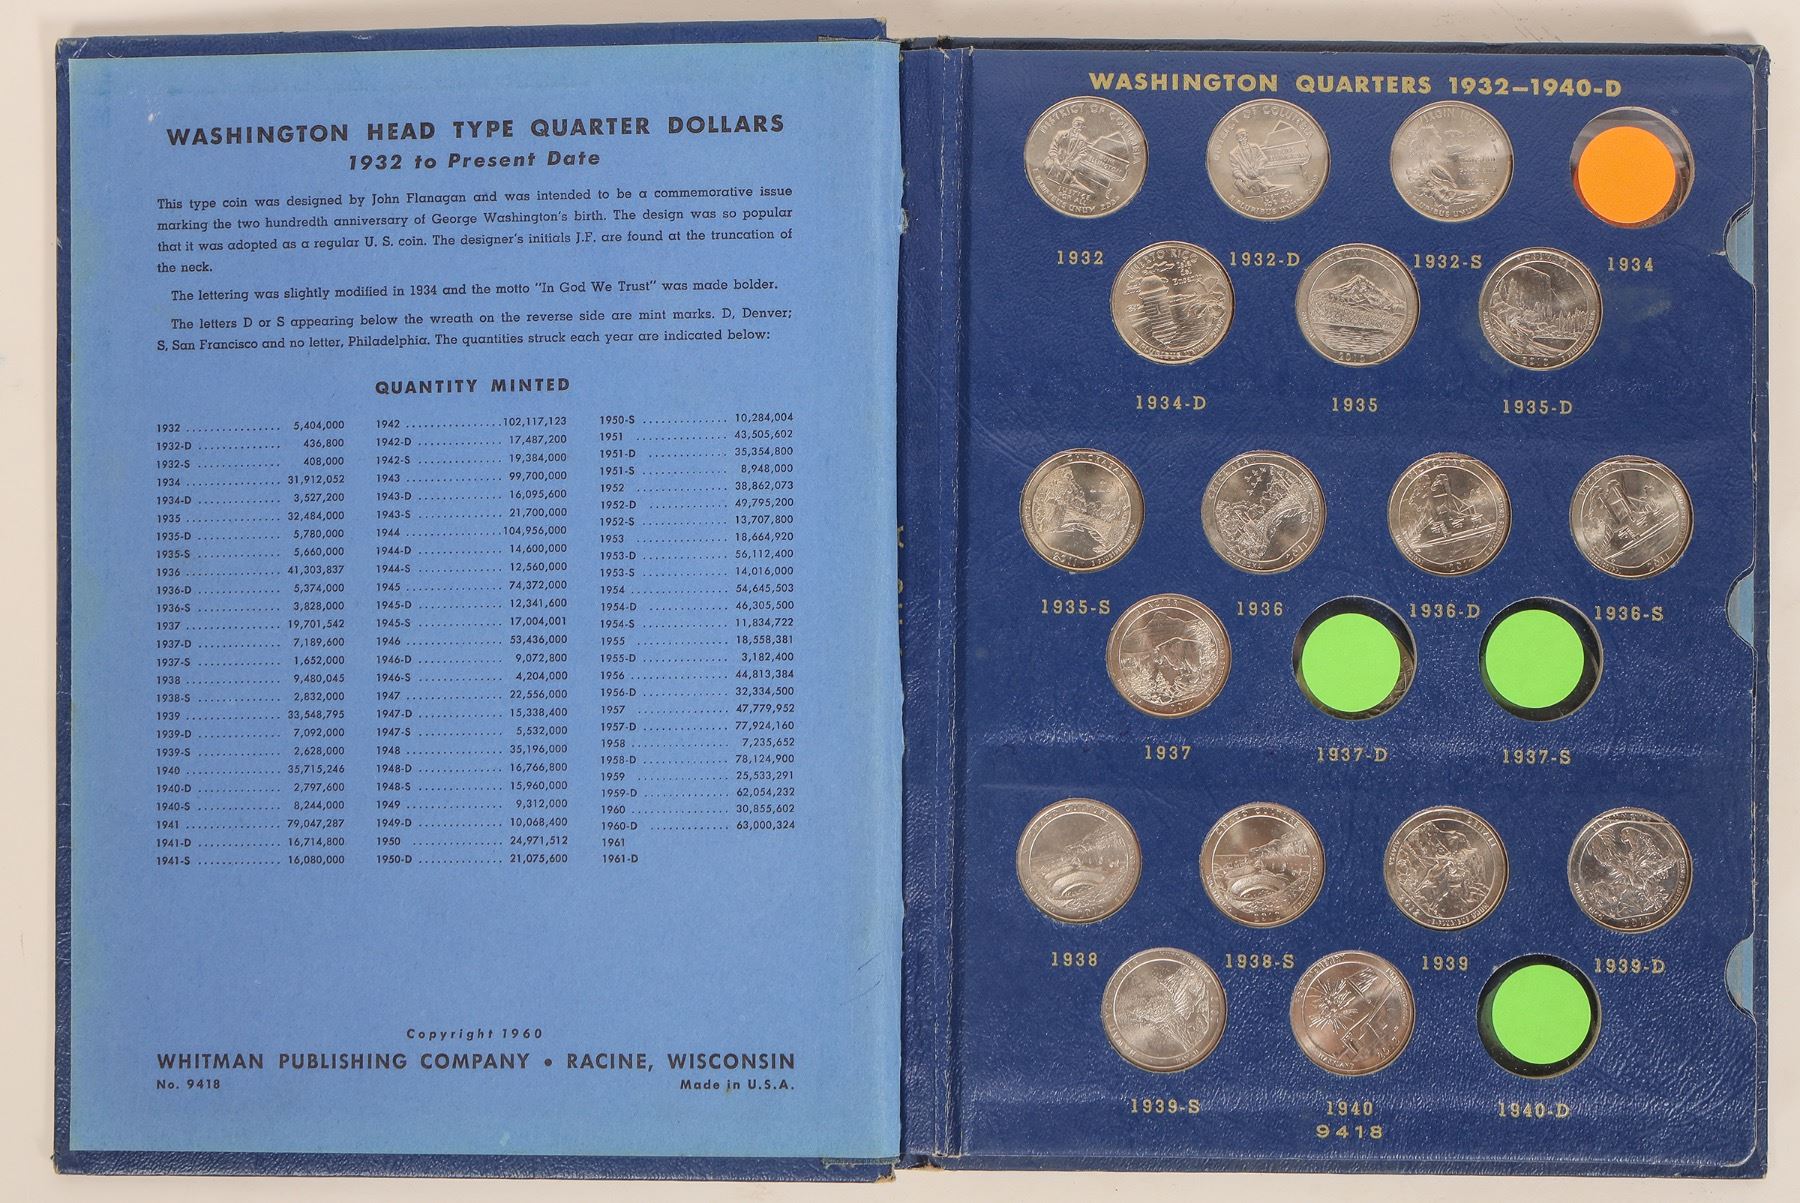 WASHINGTON HEAD TYPE QUARTER DOLLARS
1932 to Present Date
This type coin was designed by John Flanagan and was intended to be a commemorative issue
marking the two hundredth anniversary of George Washington's birth. The design was so popular
that it was adopted as a regular U. S. coin. The designer's initials J.F. are found at the truncation of
the neck.
The lettering was slightly modified in 1934 and the motto "In God We Trust" was made bolder.
The letters D or S appearing below the wreath on the reverse side are mint marks. D, Denver;
S, San Francisco and no letter, Philadelphia. The quantities struck each year are indicated below:
QUANTITY MINTED
1932 5,404,000
1932-D 436,800
1932-S 408,000
1934 31,912,052
1934-D 3,527,200
1935 32,484,000
1935-D 5,780,000
1935-S 5,660,000
1936 41,303,837
1936-D 5,374,000
1936-S 3,828,000
1937 19,701,542
1937-D 7,189,600
1937-S 1,652,000
1938 9,480,045
1938-S 2,832,000
1939 33,548,795
1939-D 7,092,000
1939-S 2,628,000
1940 35,715,246
1940-D 2,797,600
1940-S 8,244,000
1941 79,047,287
1941-D 16,714,800
1941-S 16,080,000
1942 102,117,123
1942-D 17,487,200
1942-S 19,384,000
1943 99,700,000
1943-D 16,095,600
1943-S 21,700,000
1944 104,956,000
1944-D 14,600,000
1944-S 12,560,000
1945 74,372,000
1945-D 12,341,600
1945-S 17,004,001
1946 53,436,000
1946-D 9,072,800
1946-S 4,204,000
1947 22,556,000
1947-D 15,338,400
1947-S 5,532,000
1948 35,196,000
1948-D 16,766,800
1948-S 15,960,000
1949 9,312,000
1949-D 10,068,400
1950 24,971,512
1950-D 21,075,600
1950-S 10,284,004
1951 43,505,602
1951-D 35,354,800
1951-S 8,948,000
1952 38,862,073
1952-D 49,795,200
1952-S 13,707,800
1953 18,664,920
1953-D 56,112,400
1953-S 14,016,000
1954 54,645,503
1954-D 46,305,500
1954-S 11,834,722
1955 18,558,381
1955-D 3,182,400
1956 44,813,384
1956-D 32,334,500
1957 47,779,952
1957-D 77,924,160
1958 7,235,652
1958-D 78,124,900
1959 25,533,291
1959-D 62,054,232
1960 30,855,602
1960-D 63,000,324
1961
1961-D
Copyright 1960
WHITMAN PUBLISHING COMPANY • RACINE, WISCONSIN
No. 9418 Made in U.S.A.
WASHINGTON QUARTERS 1932–1940-D
DISTRICT OF COLUMBIA
1932 1932-D 1932-S 1934
PUERTO RICO
1934-D 1935 1935-D
1935-S 1936 1936-D 1936-S
1937 1937-D 1937-S
1938 1938-S 1939 1939-D
1939-S 1940 1940-D
9418